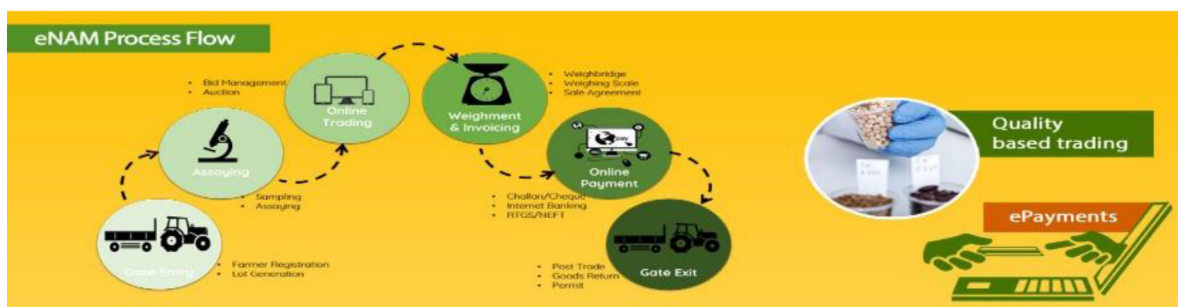 eNAM Process Flow
Gate Entry
• Farmer Registration
• Lot Generation
Assaying
• Sampling
• Assaying
Online
Trading
• Bid Management
• Auction
Weighment
& Invoicing
• Weighbridge
• Weighing Scale
• Sale Agreement
Online
Payment
• Challan/Cheque
• Internet Banking
• RTGS/NEFT
Gate Exit
• Post Trade
• Goods Return
• Permit
Quality
based trading
ePayments